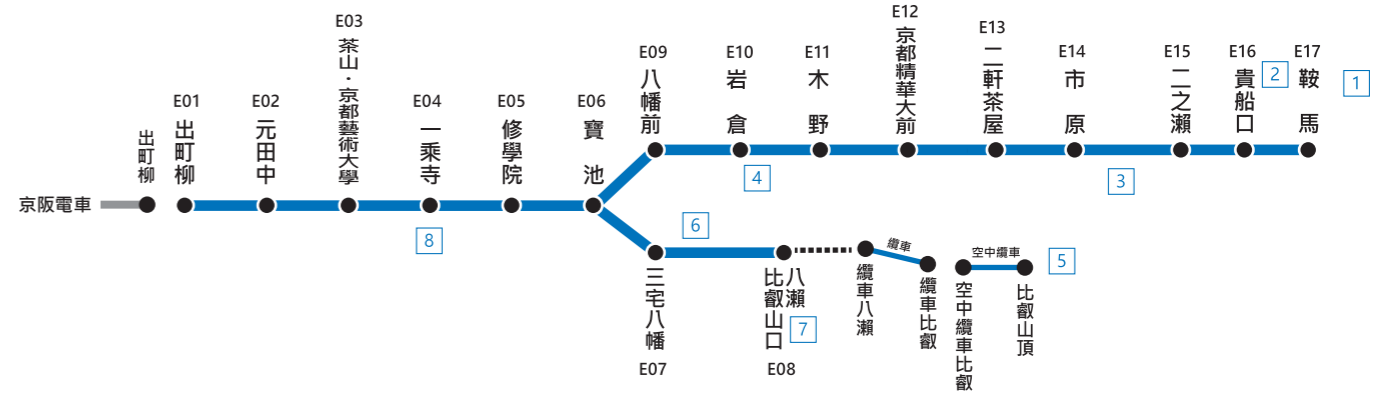 京阪電車
出町柳
E01
出町柳
E02
元田中
E03
茶山・京都藝術大學
E04
一乘寺
E05
修學院
E06
寶池
E09
八幡前
E10
岩倉
E11
木野
E12
京都精華大前
E13
二軒茶屋
E14
市原
E15
二之瀨
E16
貴船口
2
E17
鞍馬
1
4
3
8
6
三宅八幡
E07
八瀨
比叡山口
7
E08
纜車八瀨
纜車
纜車比叡
空中纜車比叡
空中纜車
比叡山頂
5